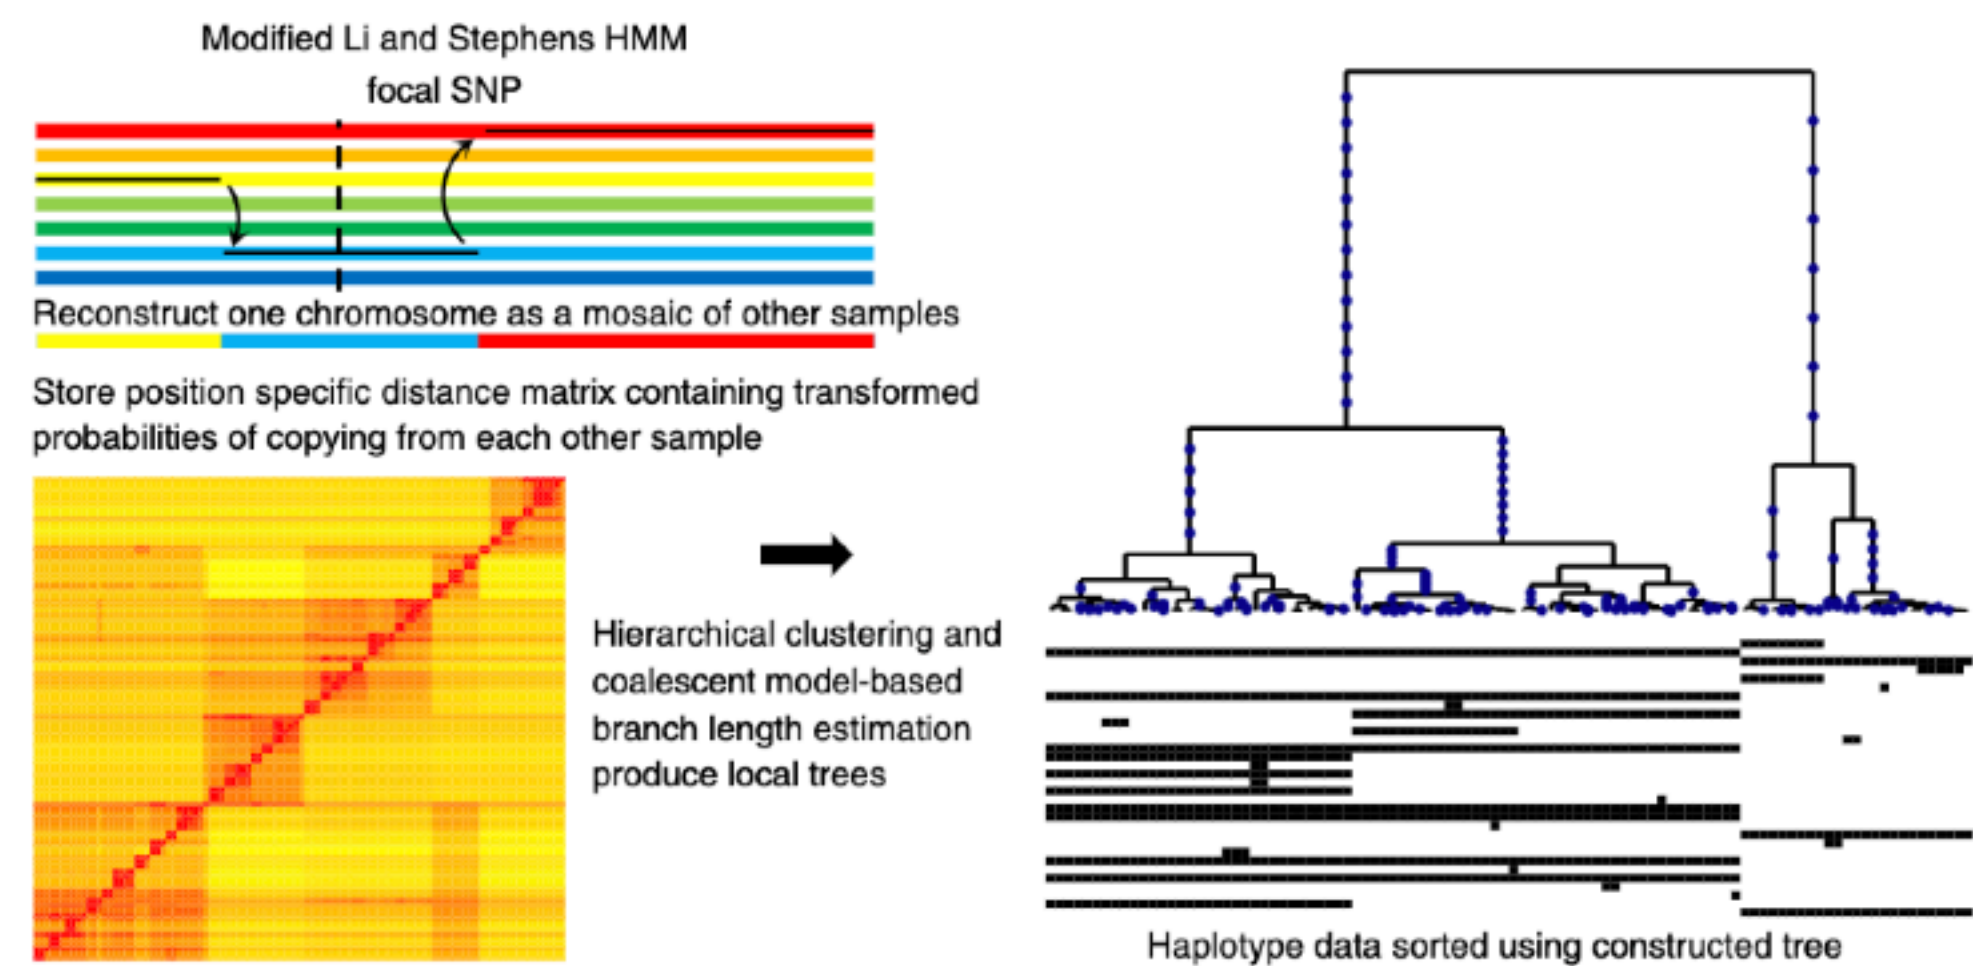 Modified Li and Stephens HMM
focal SNP
Reconstruct one chromosome as a mosaic of other samples
Store position specific distance matrix containing transformed
probabilities of copying from each other sample
Hierarchical clustering and
coalescent model-based
branch length estimation
produce local trees
Haplotype data sorted using constructed tree